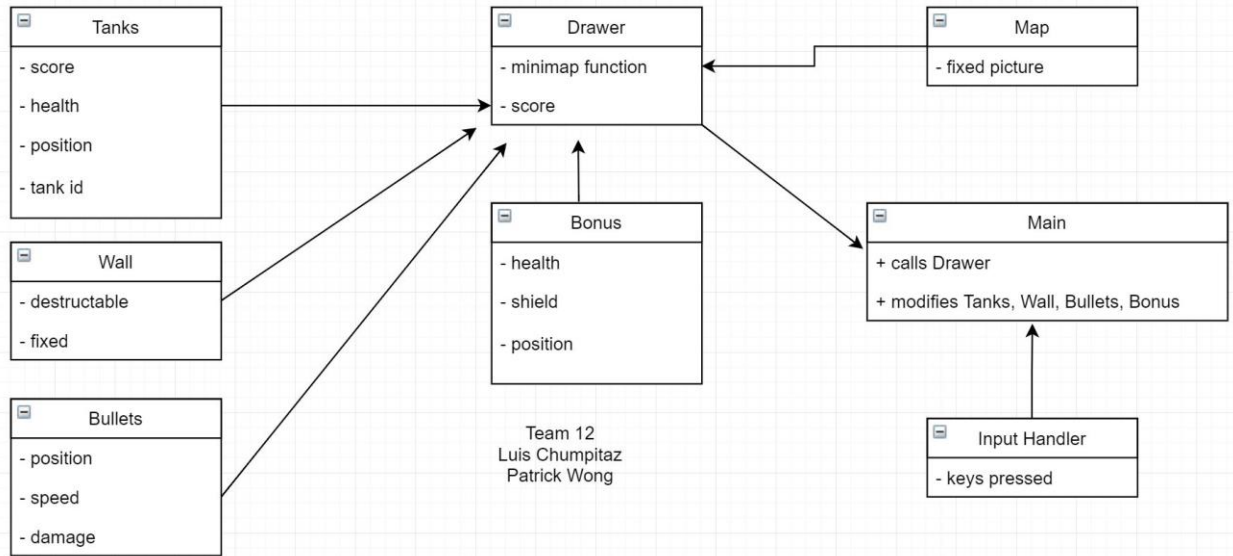 Tanks
- score
- health
- position
- tank id
Wall
- destructable
- fixed
Bullets
- position
- speed
- damage
Drawer
- minimap function
- score
Bonus
- health
- shield
- position
Team 12
Luis Chumpitaz
Patrick Wong
Map
- fixed picture
Main
+ calls Drawer
+ modifies Tanks, Wall, Bullets, Bonus
Input Handler
- keys pressed